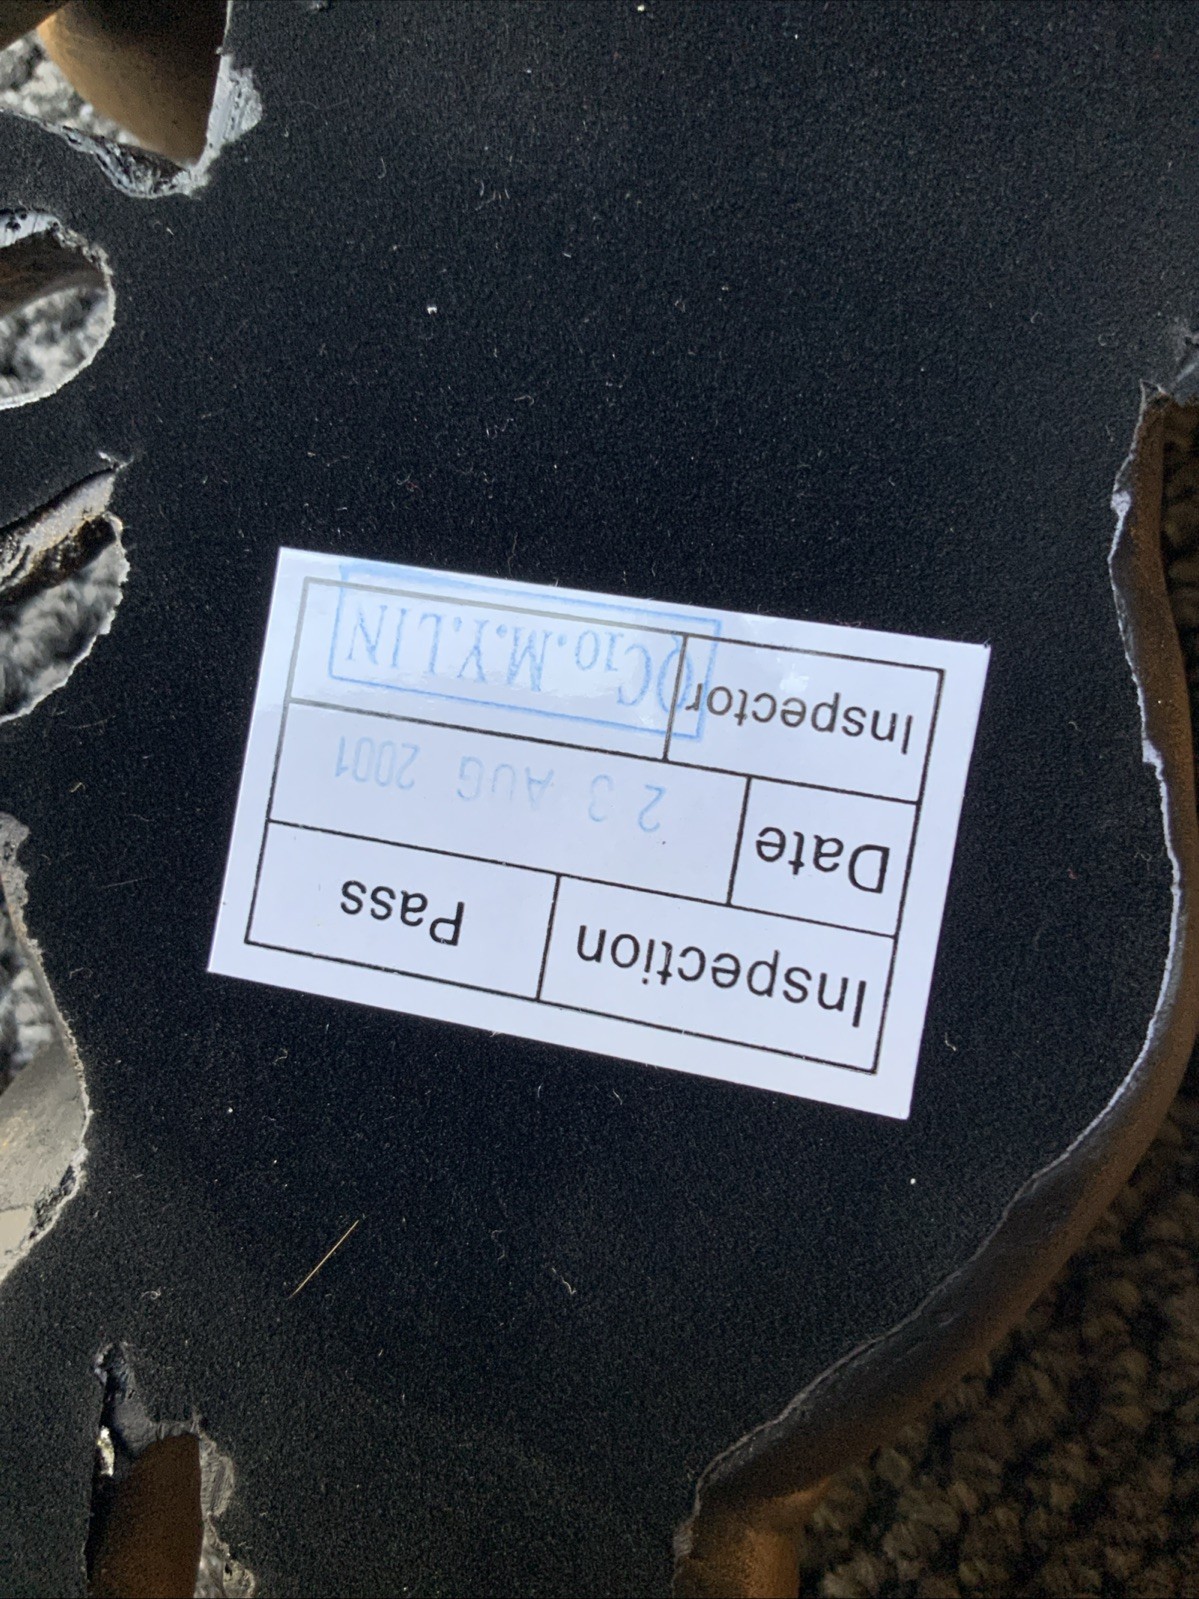 Inspection Pass
Date 23 AUG 2001
Inspector QC10.M.Y.LIN